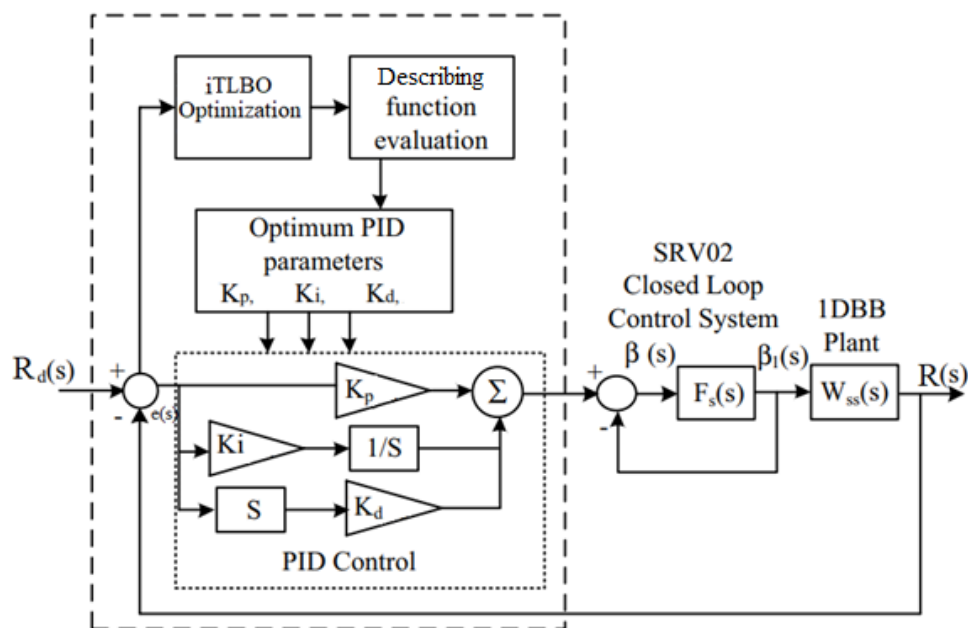 iTLBO
Optimization
Describing
function
evaluation
Optimum PID
parameters
Kp, Ki, Kd,
SRV02
Closed Loop
Control System
1DBB
Plant
Rd(s)
+
-
e(s)
Kp
Σ
Ki
1/S
S
Kd
PID Control
+
-
β (s)
Fs(s)
β1(s)
Wss(s)
R(s)